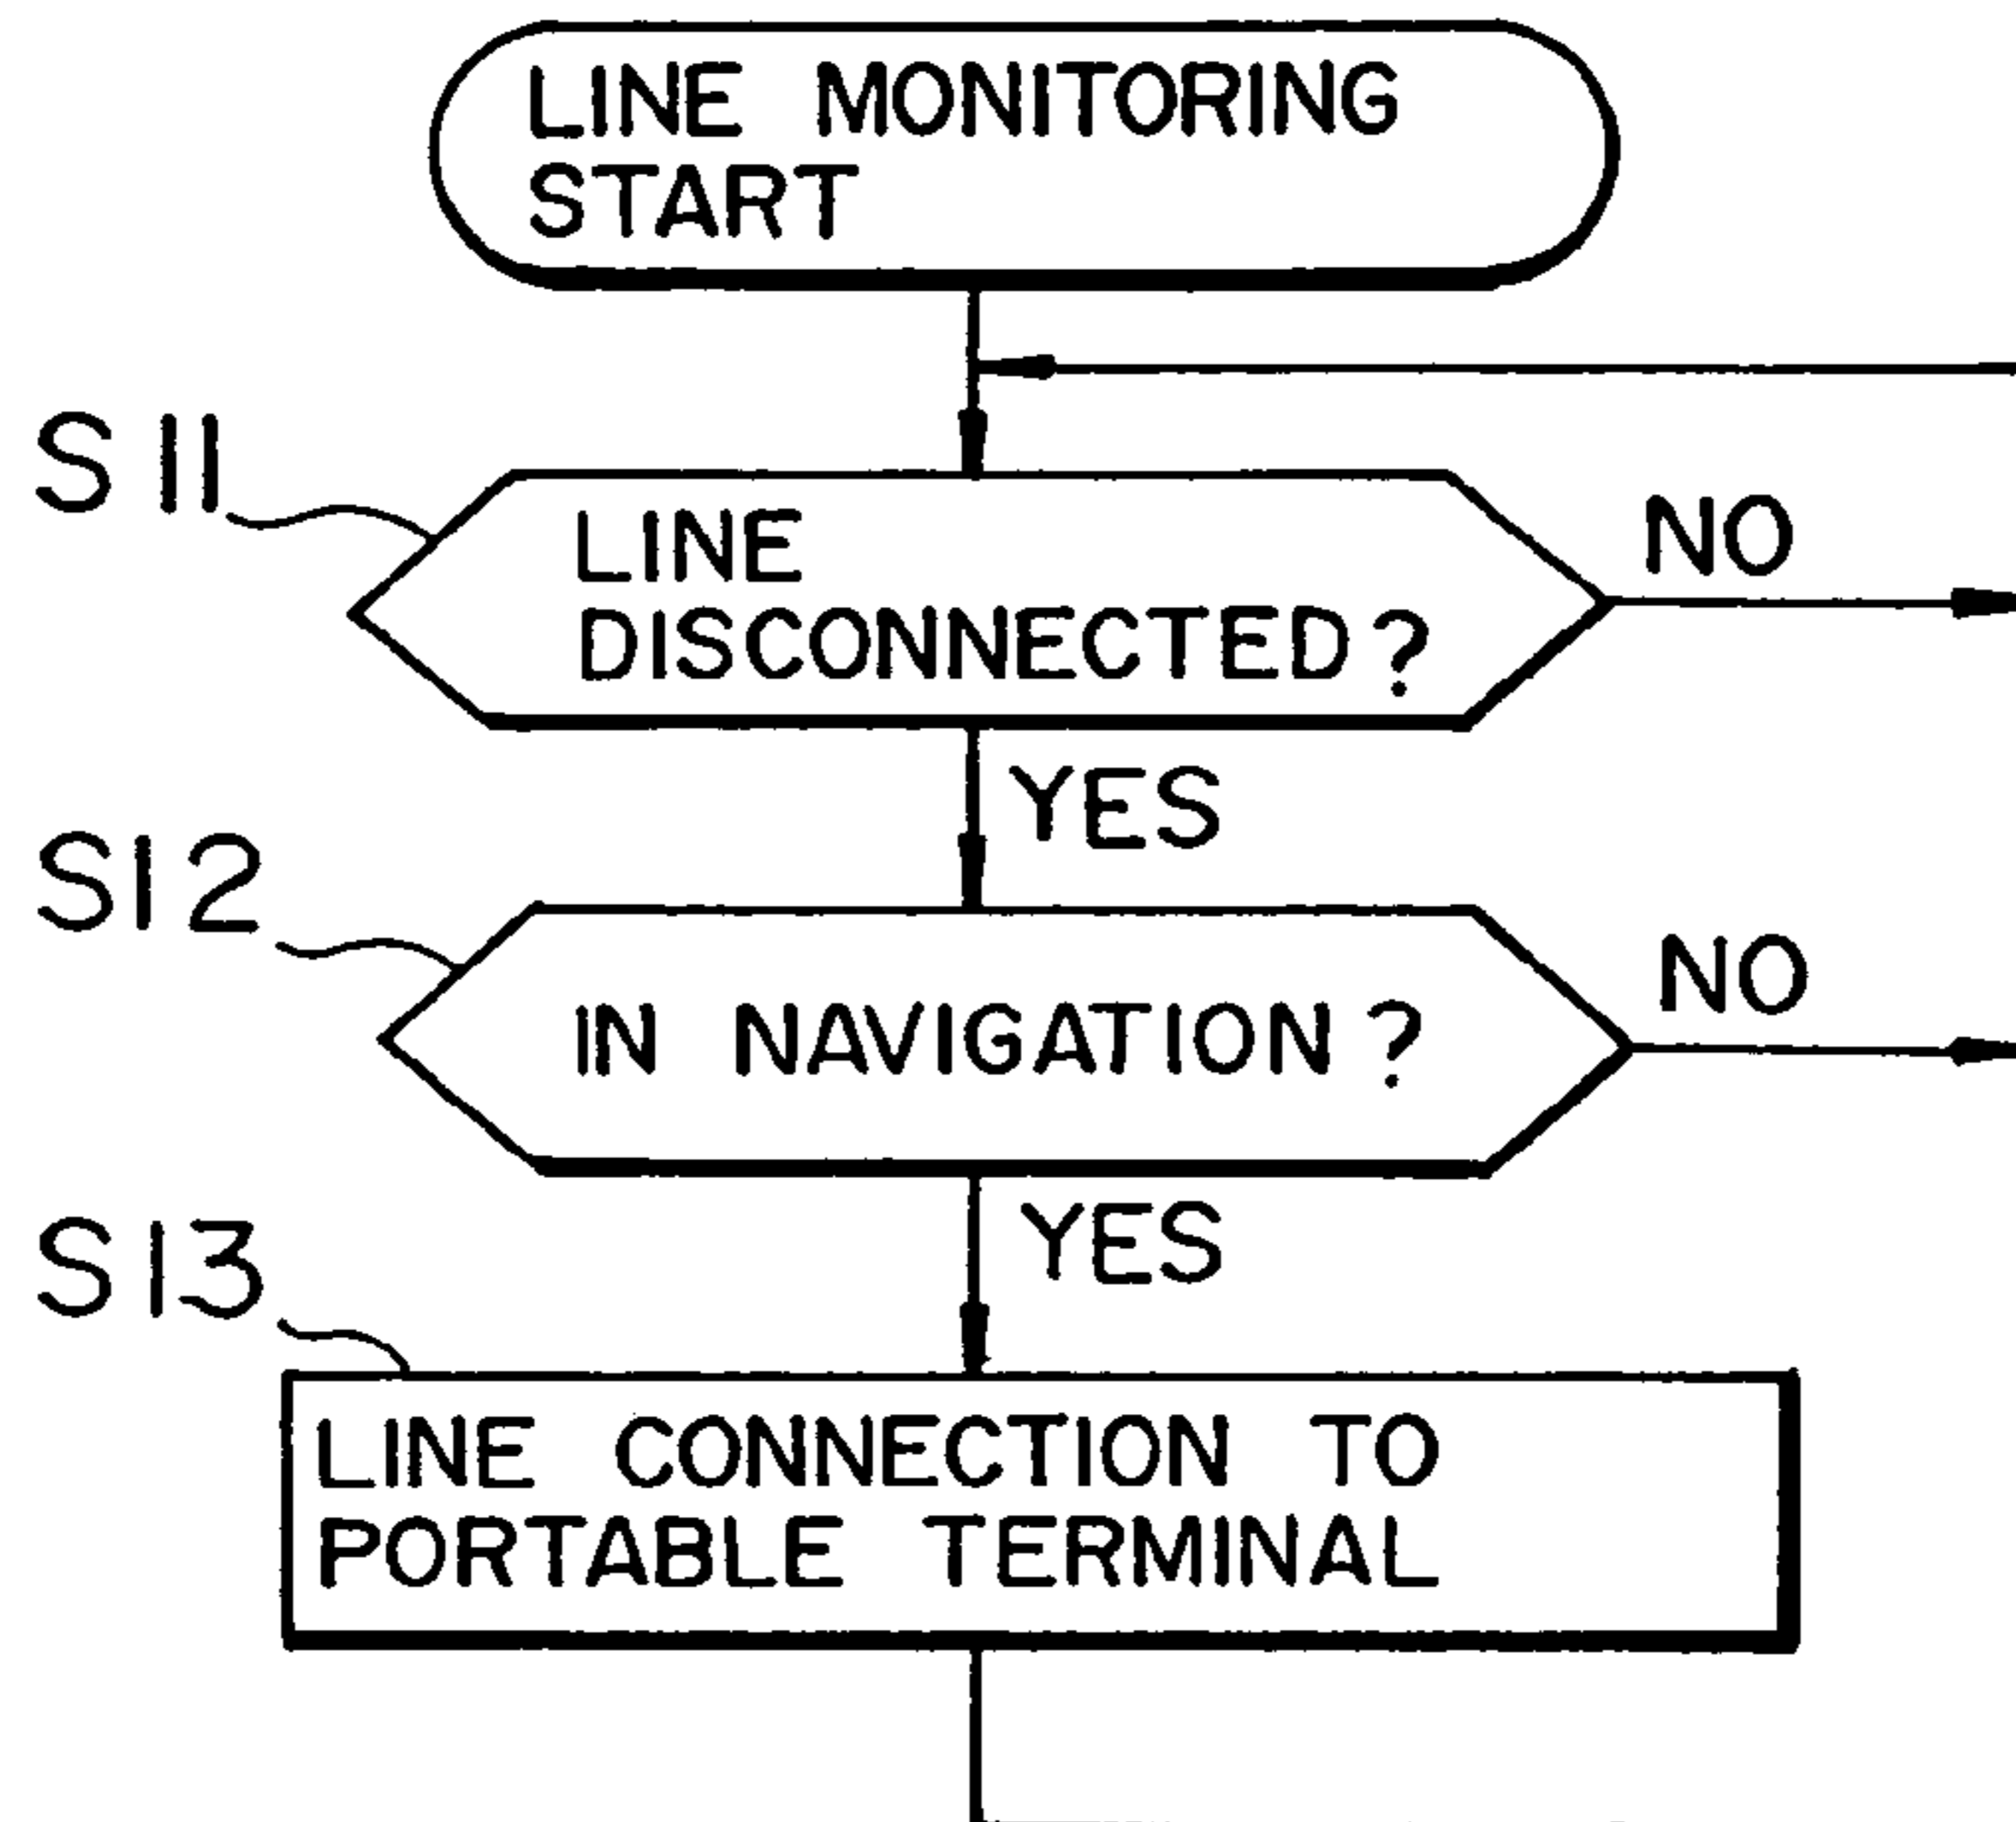 LINE MONITORING
START
S11
LINE
DISCONNECTED?
NO
YES
S12
IN NAVIGATION?
NO
YES
S13
LINE CONNECTION TO
PORTABLE TERMINAL